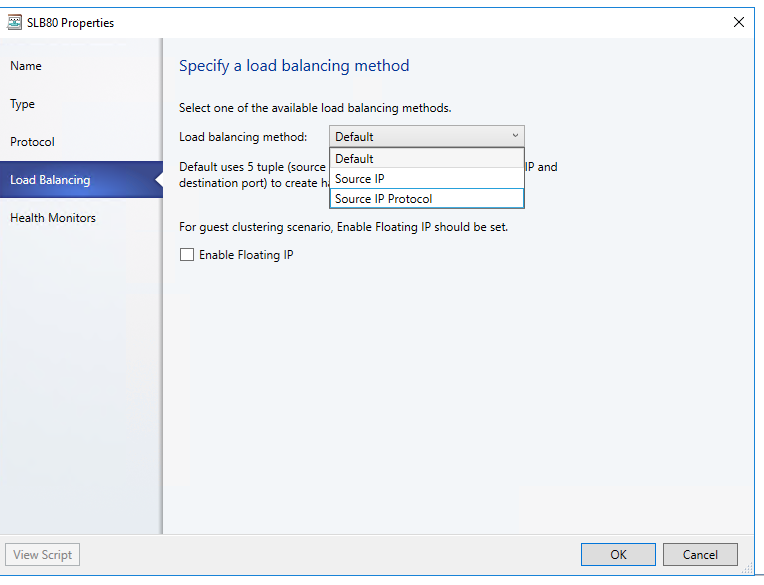 SLB80 Properties
Name
Type
Protocol
Load Balancing
Health Monitors
Specify a load balancing method
Select one of the available load balancing methods.
Load balancing method: Default
Default
Source IP
Source IP Protocol
Default uses 5 tuple (source IP and
destination port) to create
For guest clustering scenario, Enable Floating IP should be set.
Enable Floating IP
View Script
OK
Cancel